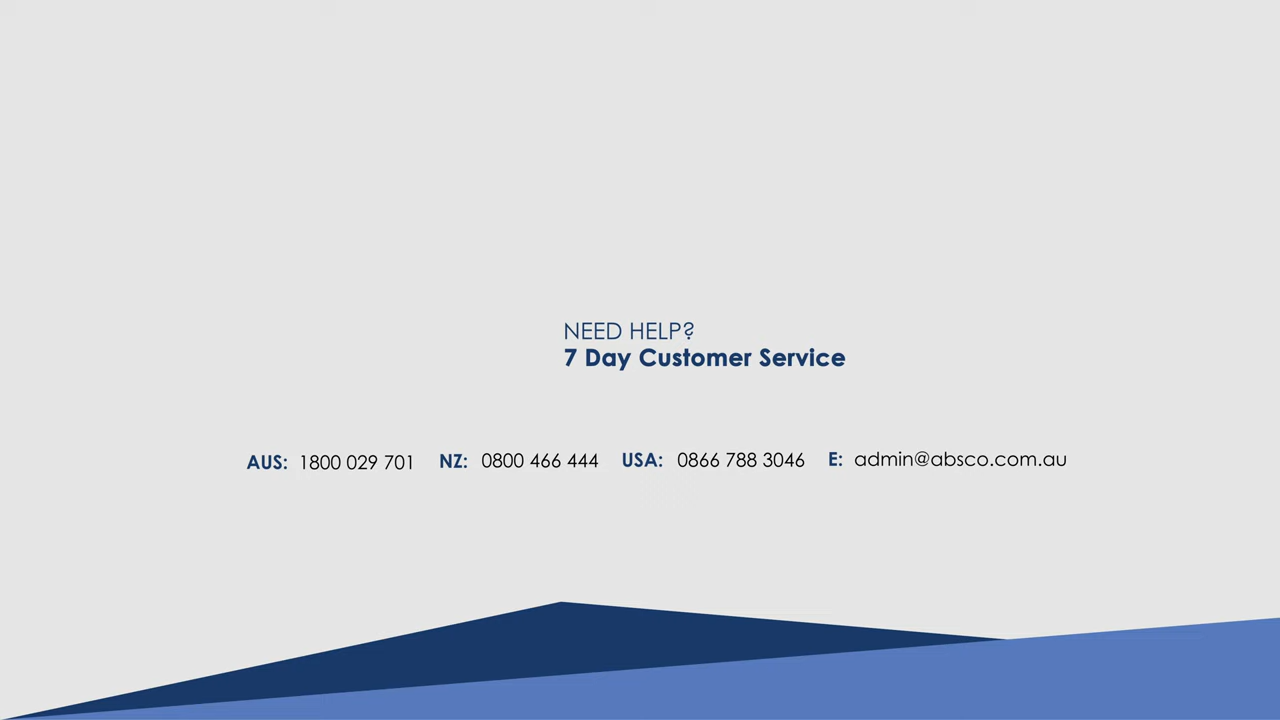 NEED HELP?
7 Day Customer Service
AUS: 1800 029 701 NZ: 0800 466 444 USA: 0866 788 3046 E: admin@absco.com.au